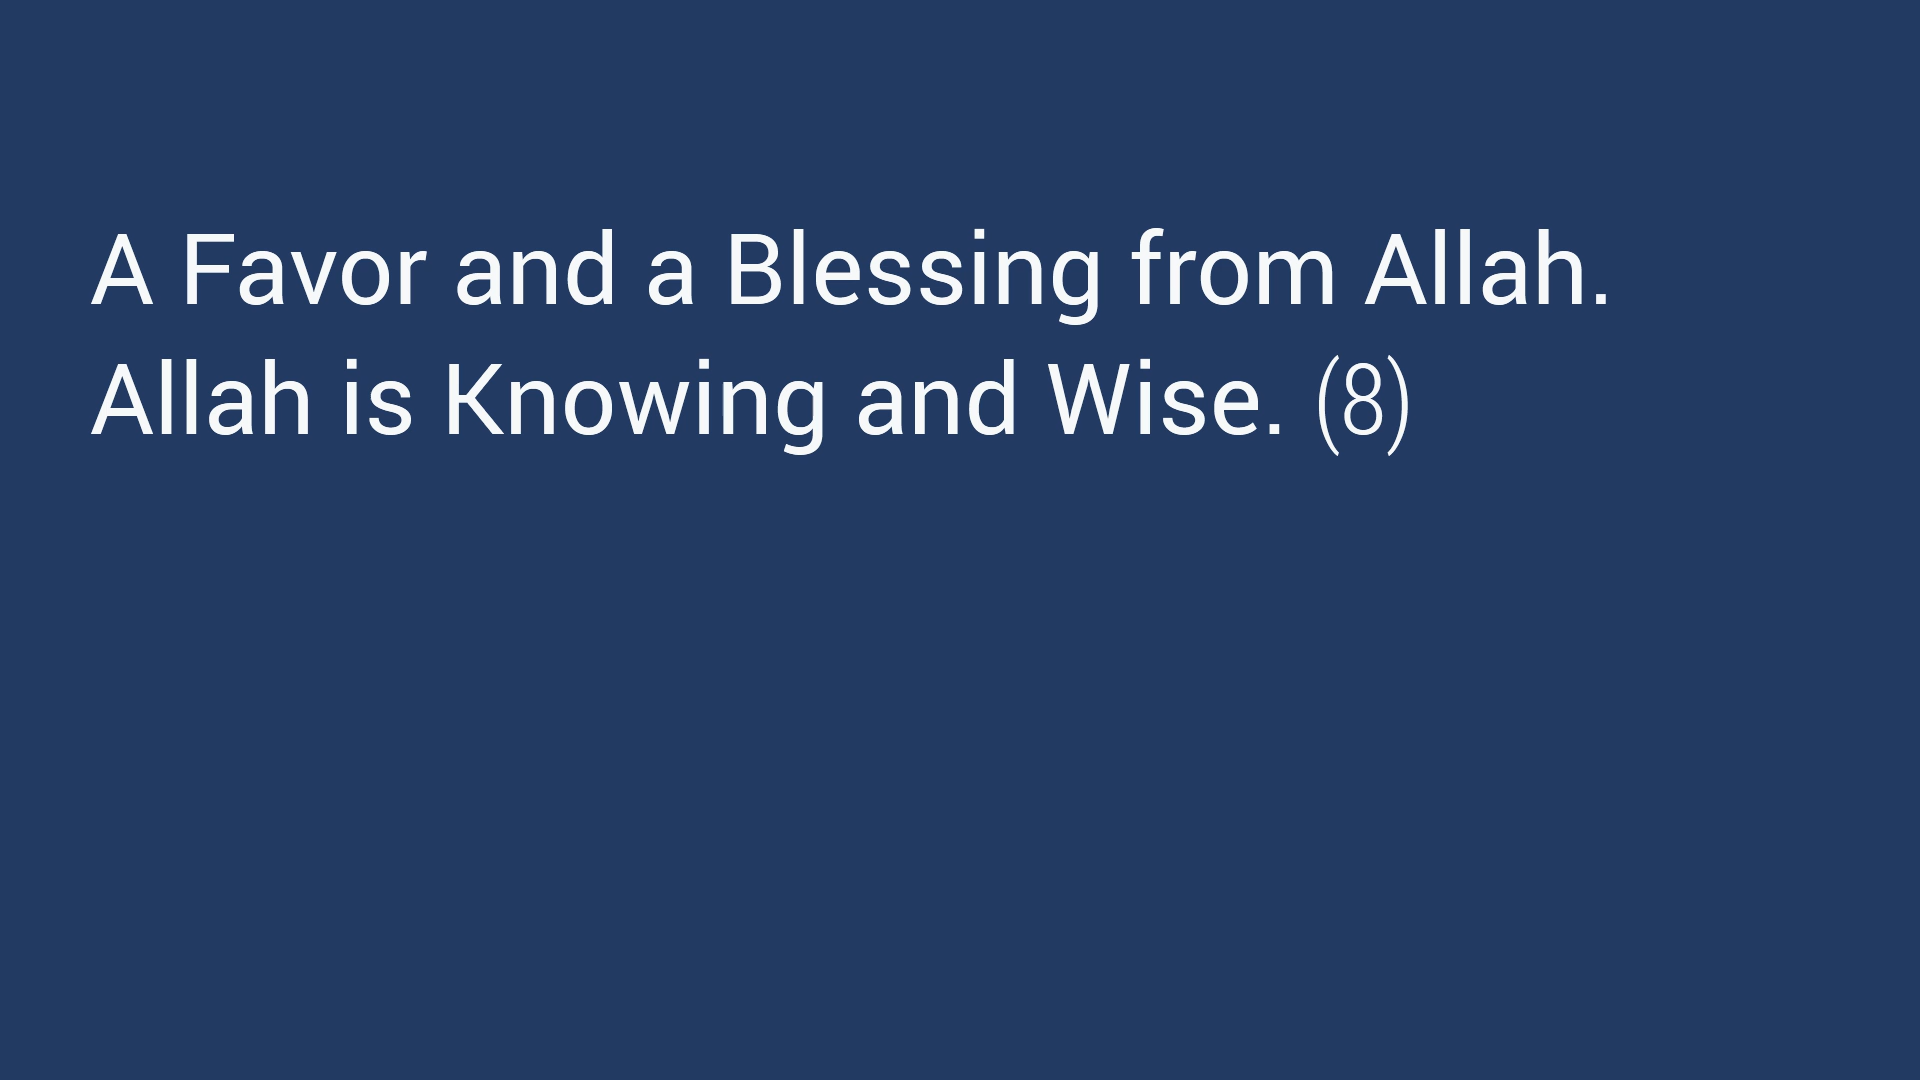 A Favor and a Blessing from Allah.
Allah is Knowing and Wise. (8)